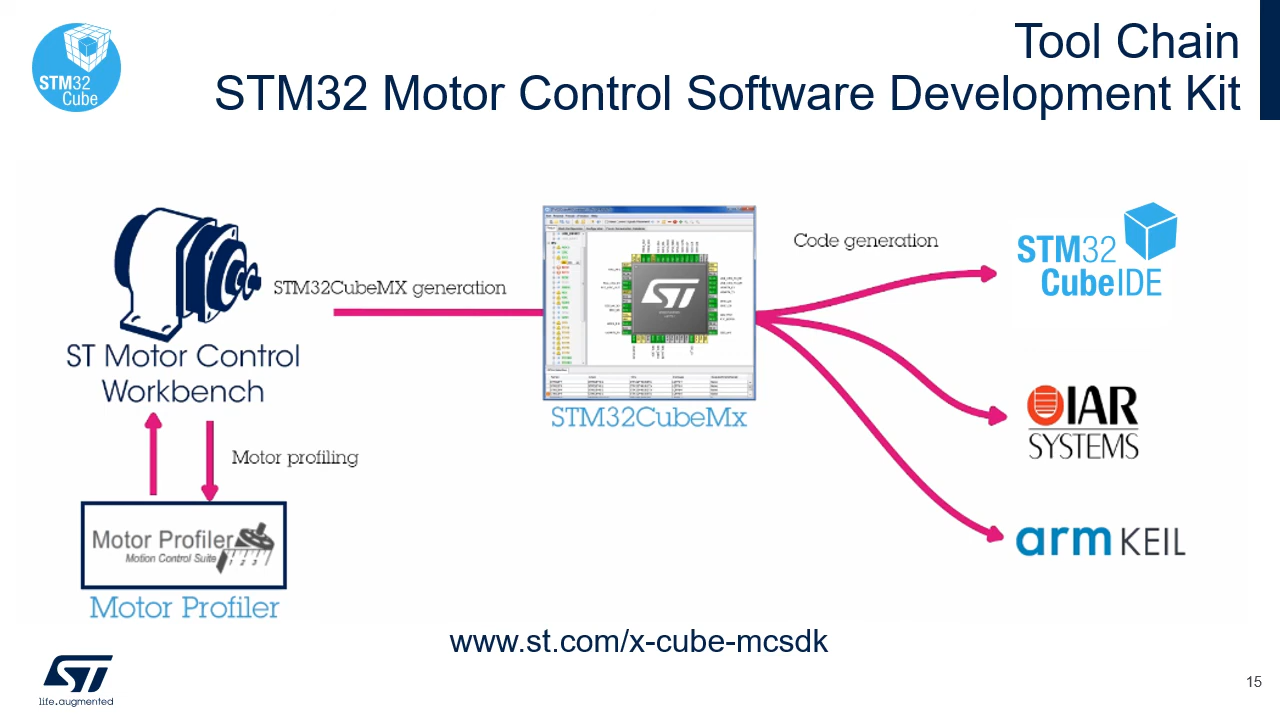 Tool Chain
STM32 Motor Control Software Development Kit
STM32
Cube
STM32CubeMX generation
Code generation
STM32
CubeIDE
ST Motor Control
Workbench
STM32CubeMx
IAR
SYSTEMS
Motor profiling
Motor Profiler
Motion Control Suite
arm KEIL
Motor Profiler
www.st.com/x-cube-mcsdk
ST
life.augmented
15